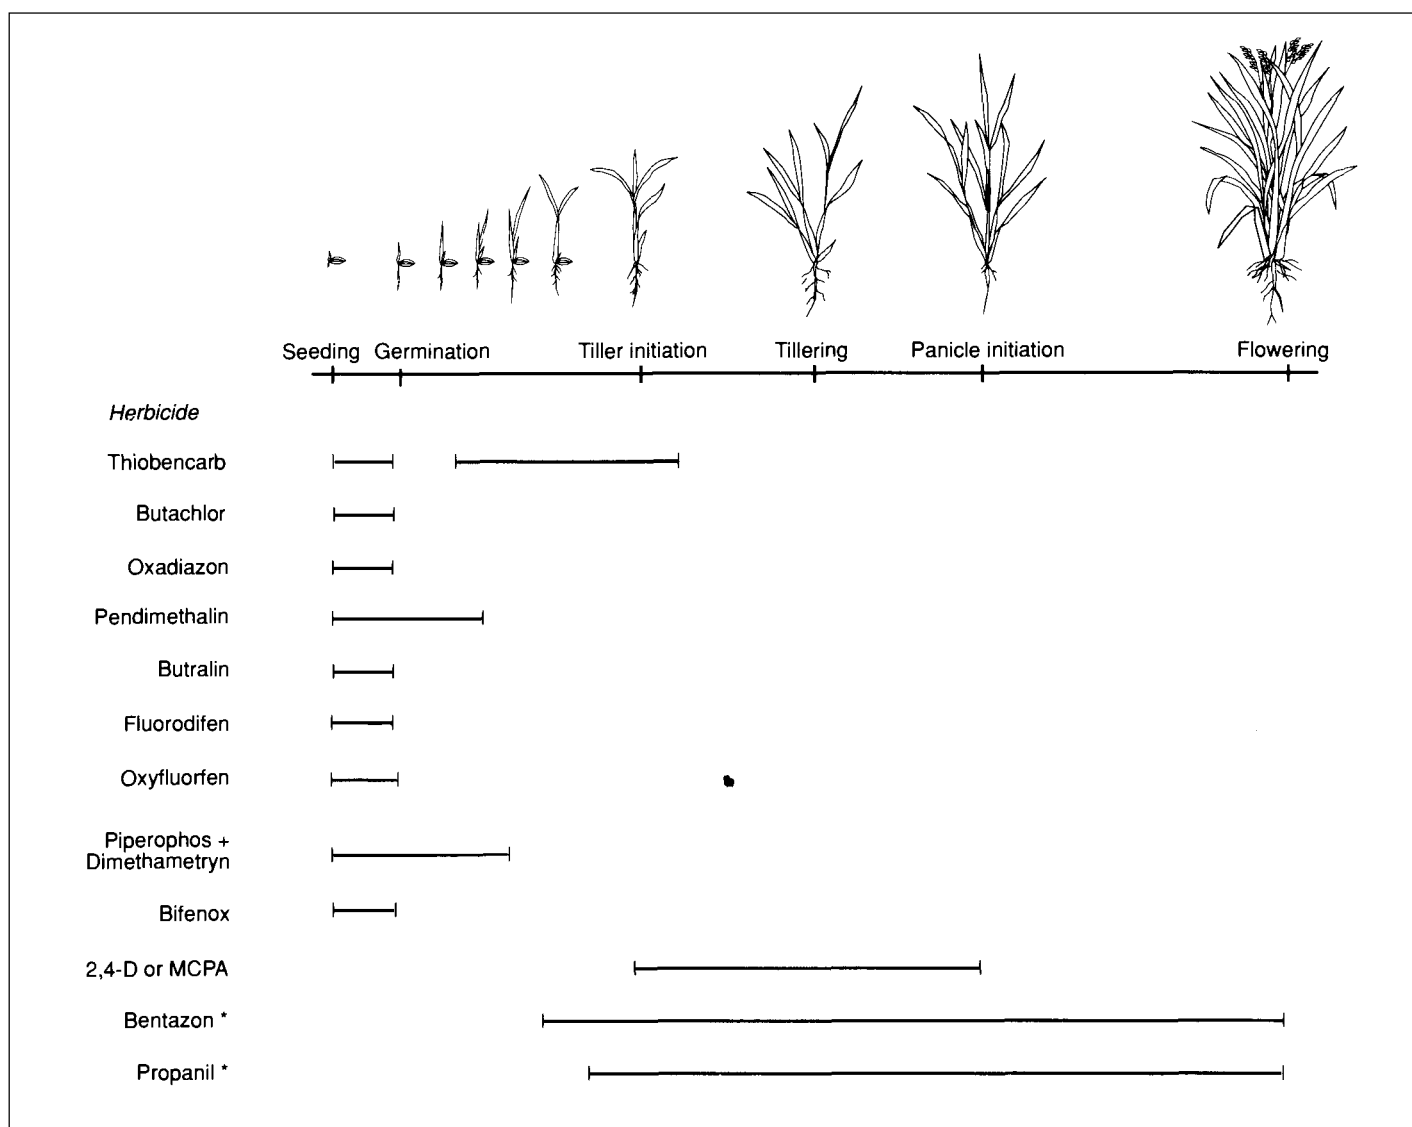 Seeding Germination Tiller initiation Tillering Panicle initiation Flowering
Herbicide
Thiobencarb
Butachlor
Oxadiazon
Pendimethalin
Butralin
Fluorodifen
Oxyfluorfen
Piperophos +
Dimethametryn
Bifenox
2,4-D or MCPA
Bentazon *
Propanil *